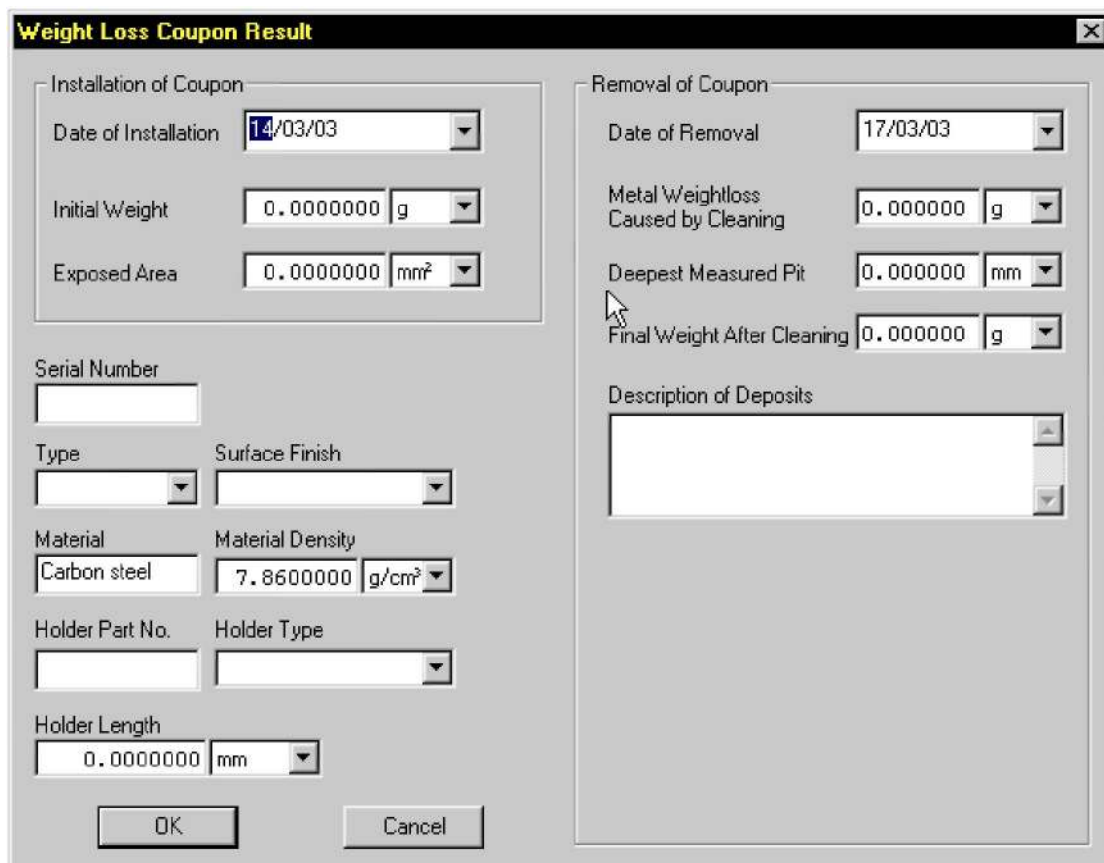 Weight Loss Coupon Result
Installation of Coupon
Date of Installation 14/03/03
Initial Weight 0.0000000 g
Exposed Area 0.0000000 mm²
Serial Number
Type Surface Finish
Material Material Density
Carbon steel 7.8600000 g/cm³
Holder Part No. Holder Type
Holder Length
0.0000000 mm
OK Cancel
Removal of Coupon
Date of Removal 17/03/03
Metal Weightloss
Caused by Cleaning 0.000000 g
Deepest Measured Pit 0.000000 mm
Final Weight After Cleaning 0.000000 g
Description of Deposits